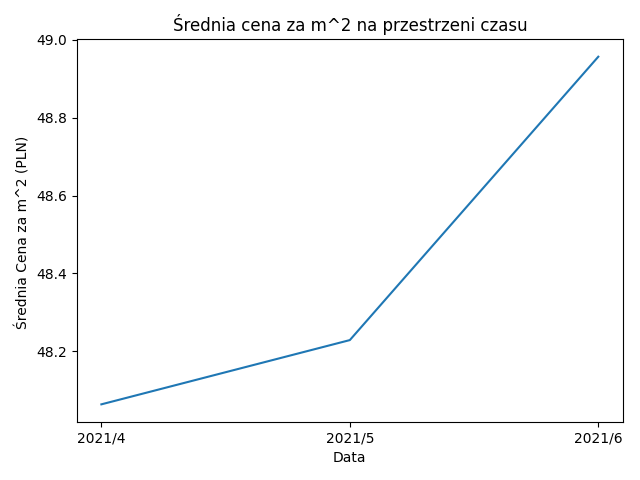 Średnia cena za m^2 na przestrzeni czasu
Średnia Cena za m^2 (PLN)
49.0
48.8
48.6
48.4
48.2
2021/4
2021/5
2021/6
Data